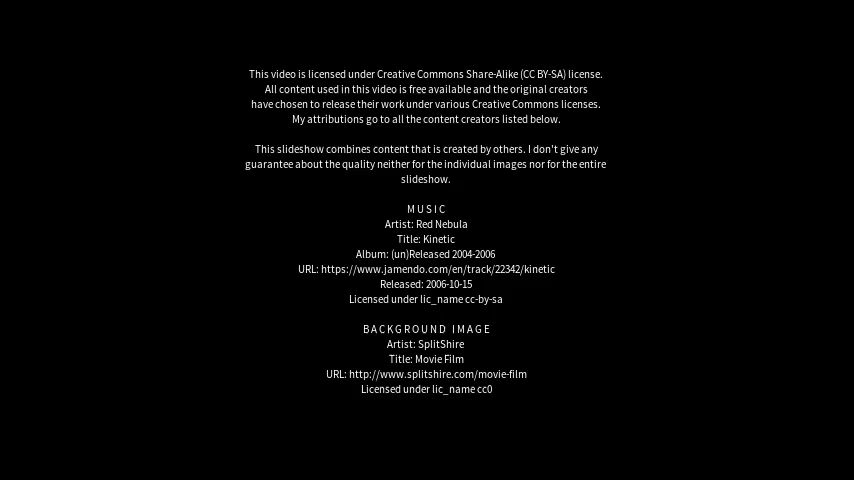 This video is licensed under Creative Commons Share-Alike (CC BY-SA) license.
All content used in this video is free available and the original creators
have chosen to release their work under various Creative Commons licenses.
My attributions go to all the content creators listed below.
This slideshow combines content that is created by others. I don't give any
guarantee about the quality neither for the individual images nor for the entire
slideshow.
MUSIC
Artist: Red Nebula
Title: Kinetic
Album: (un)Released 2004-2006
URL: https://www.jamendo.com/en/track/22342/kinetic
Released: 2006-10-15
Licensed under lic_name cc-by-sa
BACKGROUND IMAGE
Artist: SplitShire
Title: Movie Film
URL: http://www.splitshire.com/movie-film
Licensed under lic_name cc0